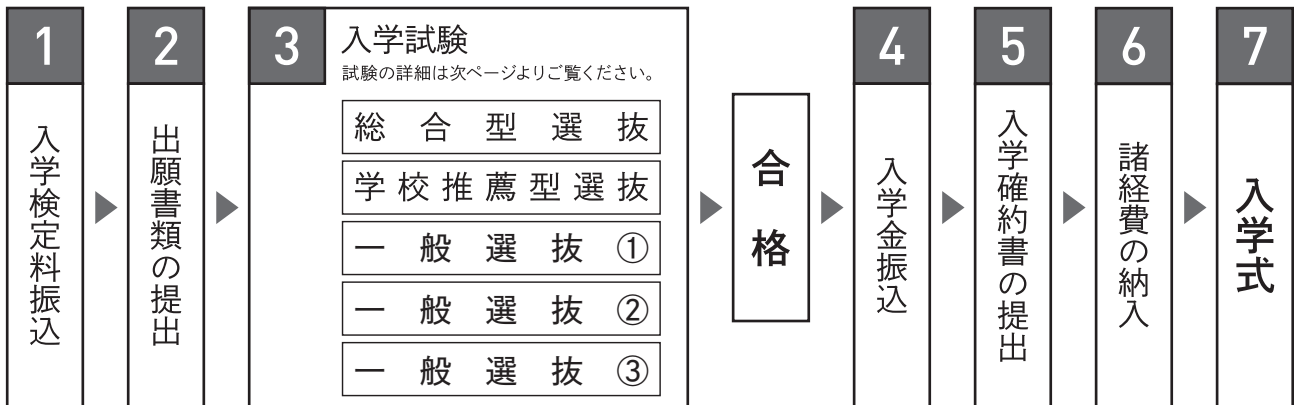 1
入学検定料振込
2
出願書類の提出
3
入学試験
試験の詳細は次ページよりご覧ください。
総合型選抜
学校推薦型選抜
一般選抜①
一般選抜②
一般選抜③
合格
4
入学金振込
5
入学確約書の提出
6
諸経費の納入
7
入学式